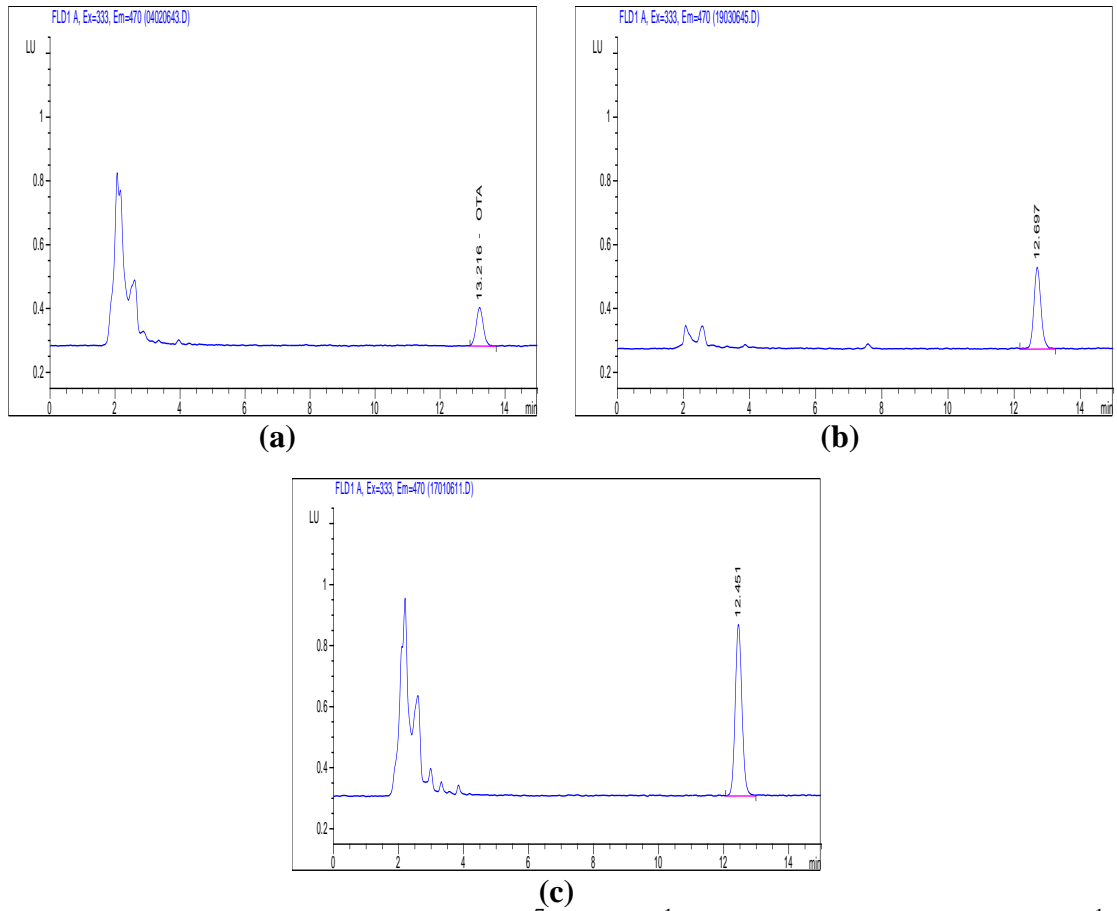 FLD1 A, Ex=333, Em=470 (04020643.D)
LU
1
0.8
0.6
0.4
0.2
13.216 - OTA
0 2 4 6 8 10 12 14 min
(a)
FLD1 A, Ex=333, Em=470 (19030645.D)
LU
1
0.8
0.6
0.4
0.2
12.697
0 2 4 6 8 10 12 14 min
(b)
FLD1 A, Ex=333, Em=470 (17010611.D)
LU
1
0.8
0.6
0.4
0.2
12.451
0 2 4 6 8 10 12 14 min
(c)